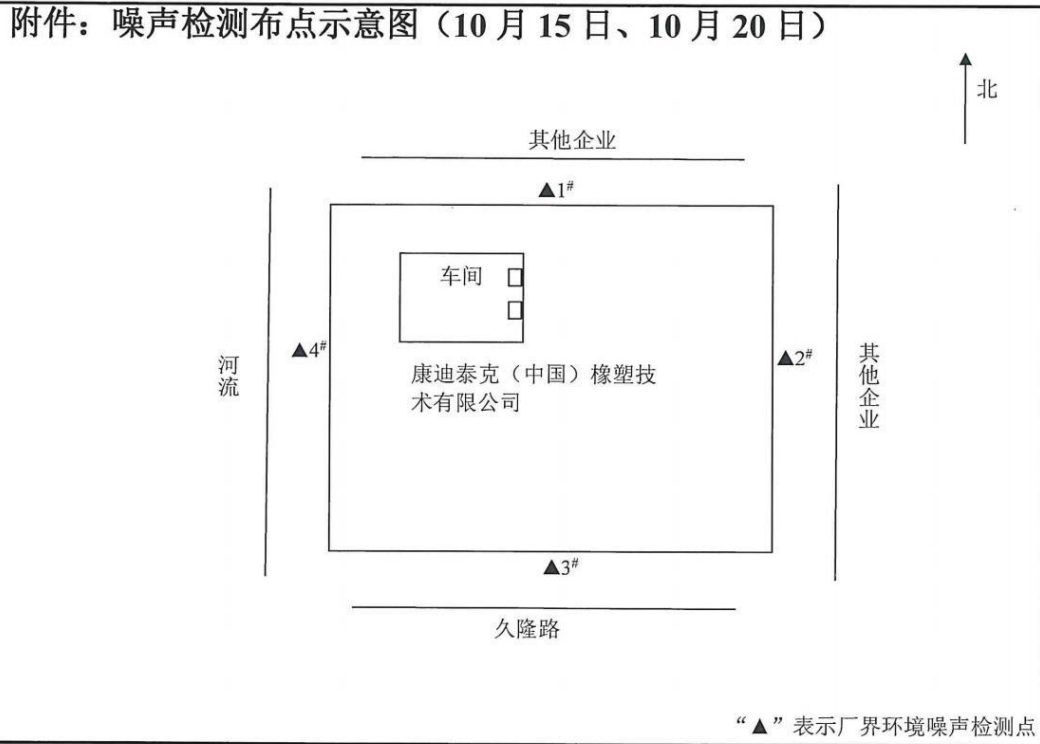 附件：噪声检测布点示意图（10 月 15 日、10 月 20 日）
北
其他企业
▲1#
车间
▲4#
▲2#
河流
其他企业
康迪泰克（中国）橡塑技
术有限公司
▲3#
久隆路
“▲”表示厂界环境噪声检测点